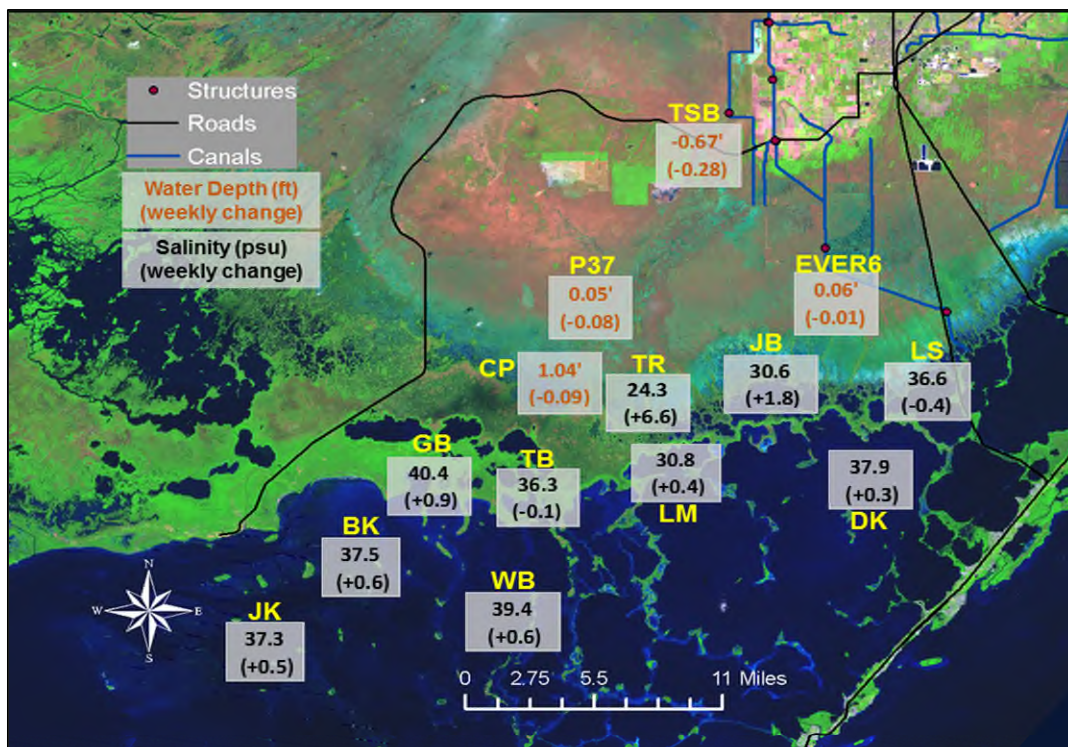 Structures
Roads
Canals
Water Depth (ft)
(weekly change)
Salinity (psu)
(weekly change)
TSB
-0.67'
(-0.28)
P37
0.05'
(-0.08)
EVER6
0.06'
(-0.01)
CP
1.04'
(-0.09)
TR
24.3
(+6.6)
JB
30.6
(+1.8)
LS
36.6
(-0.4)
GB
40.4
(+0.9)
TB
36.3
(-0.1)
30.8
(+0.4)
LM
37.9
(+0.3)
DK
BK
37.5
(+0.6)
WB
39.4
(+0.6)
JK
37.3
(+0.5)
N
W E
S
0 2.75 5.5 11 Miles